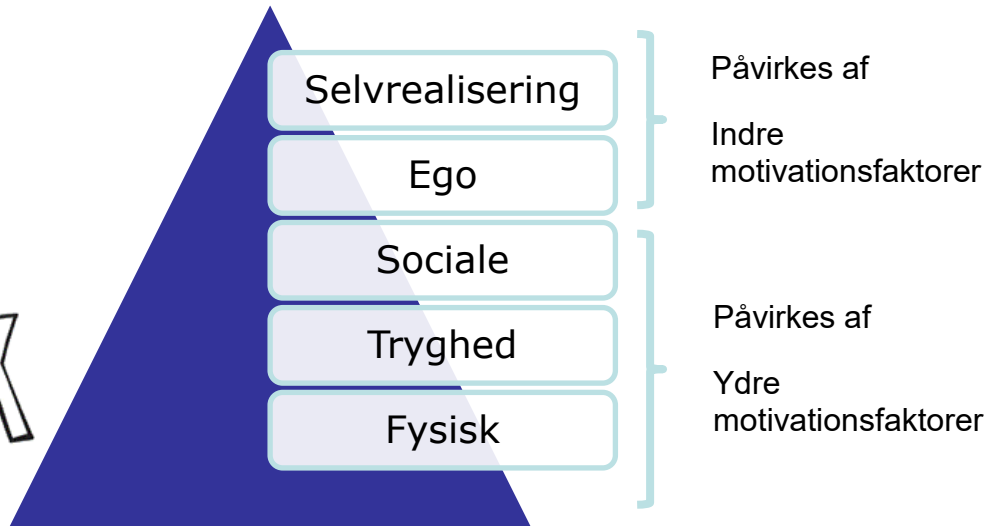 Selvrealisering
Ego
Sociale
Tryghed
Fysisk
Påvirkes af
Indre
motivationsfaktorer
Påvirkes af
Ydre
motivationsfaktorer